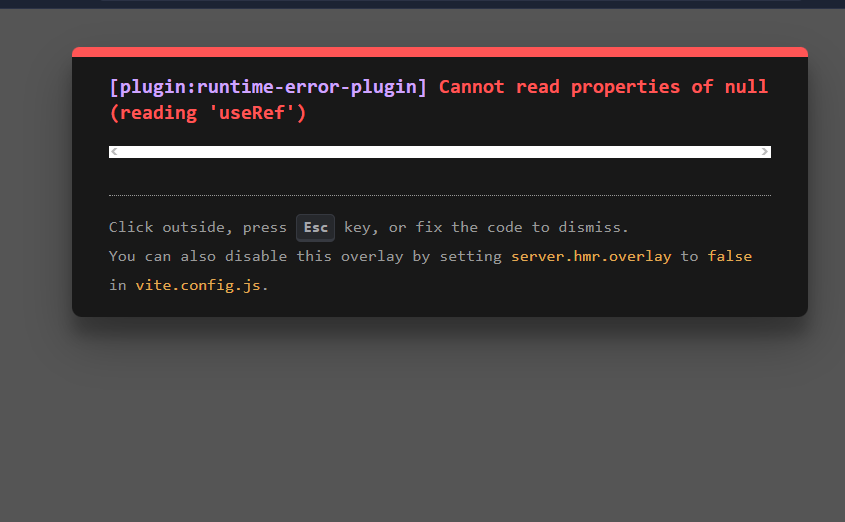 [plugin:runtime-error-plugin] Cannot read properties of null
(reading 'useRef')
Click outside, press Esc key, or fix the code to dismiss.
You can also disable this overlay by setting server.hmr.overlay to false
in vite.config.js.